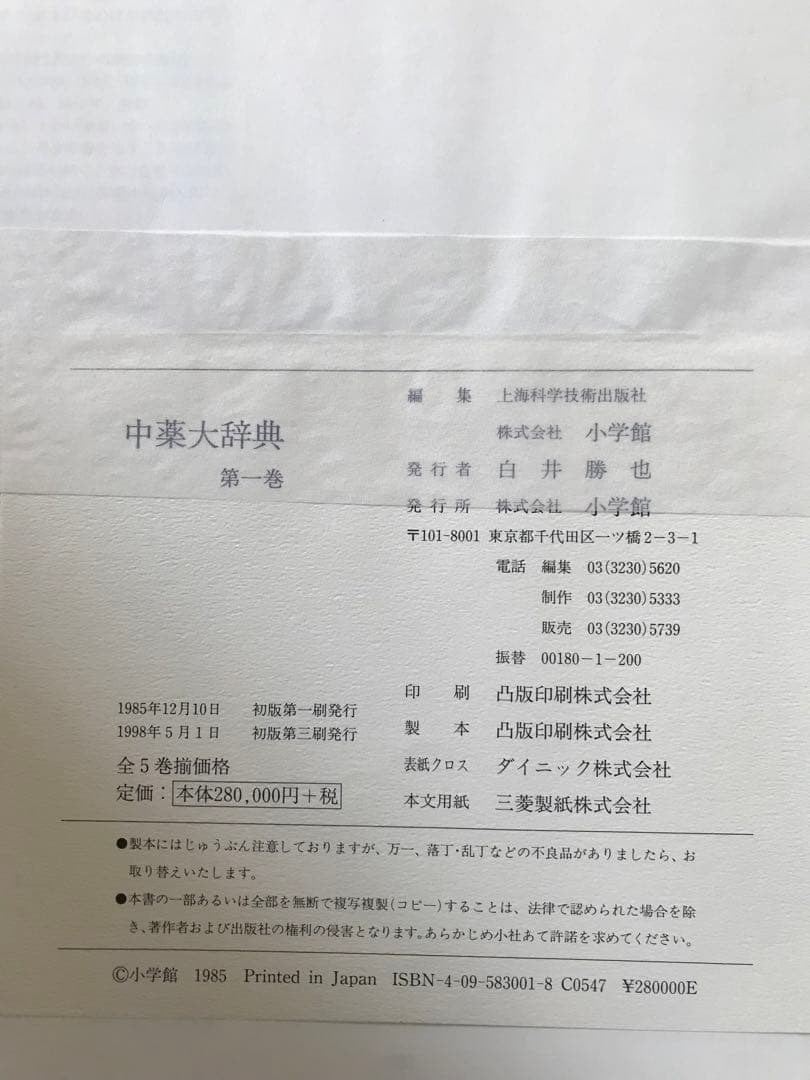 中薬大辞典
第一巻
編集 上海科学技術出版社
株式会社 小学館
発行者 白井勝也
発行所 株式会社 小学館
〒101-8001 東京都千代田区一ツ橋2-3-1
電話 編集 03(3230)5620
制作 03(3230)5333
販売 03(3230)5739
振替 00180-1-200
印刷 凸版印刷株式会社
製本 凸版印刷株式会社
表紙クロス ダイニック株式会社
本文用紙 三菱製紙株式会社
1985年12月10日 初版第一刷発行
1998年5月1日 初版第三刷発行
全5巻揃価格
定価:本体280,000円+税
●製本にはじゅうぶん注意しておりますが、万一、落丁・乱丁などの不良品がありましたら、お
取り替えいたします。
●本書の一部あるいは全部を無断で複写複製(コピー)することは、法律で認められた場合を除
き、著作者および出版社の権利の侵害となります。あらかじめ小社あて許諾を求めてください。
©小学館 1985 Printed in Japan ISBN-4-09-583001-8 C0547 ¥280000E